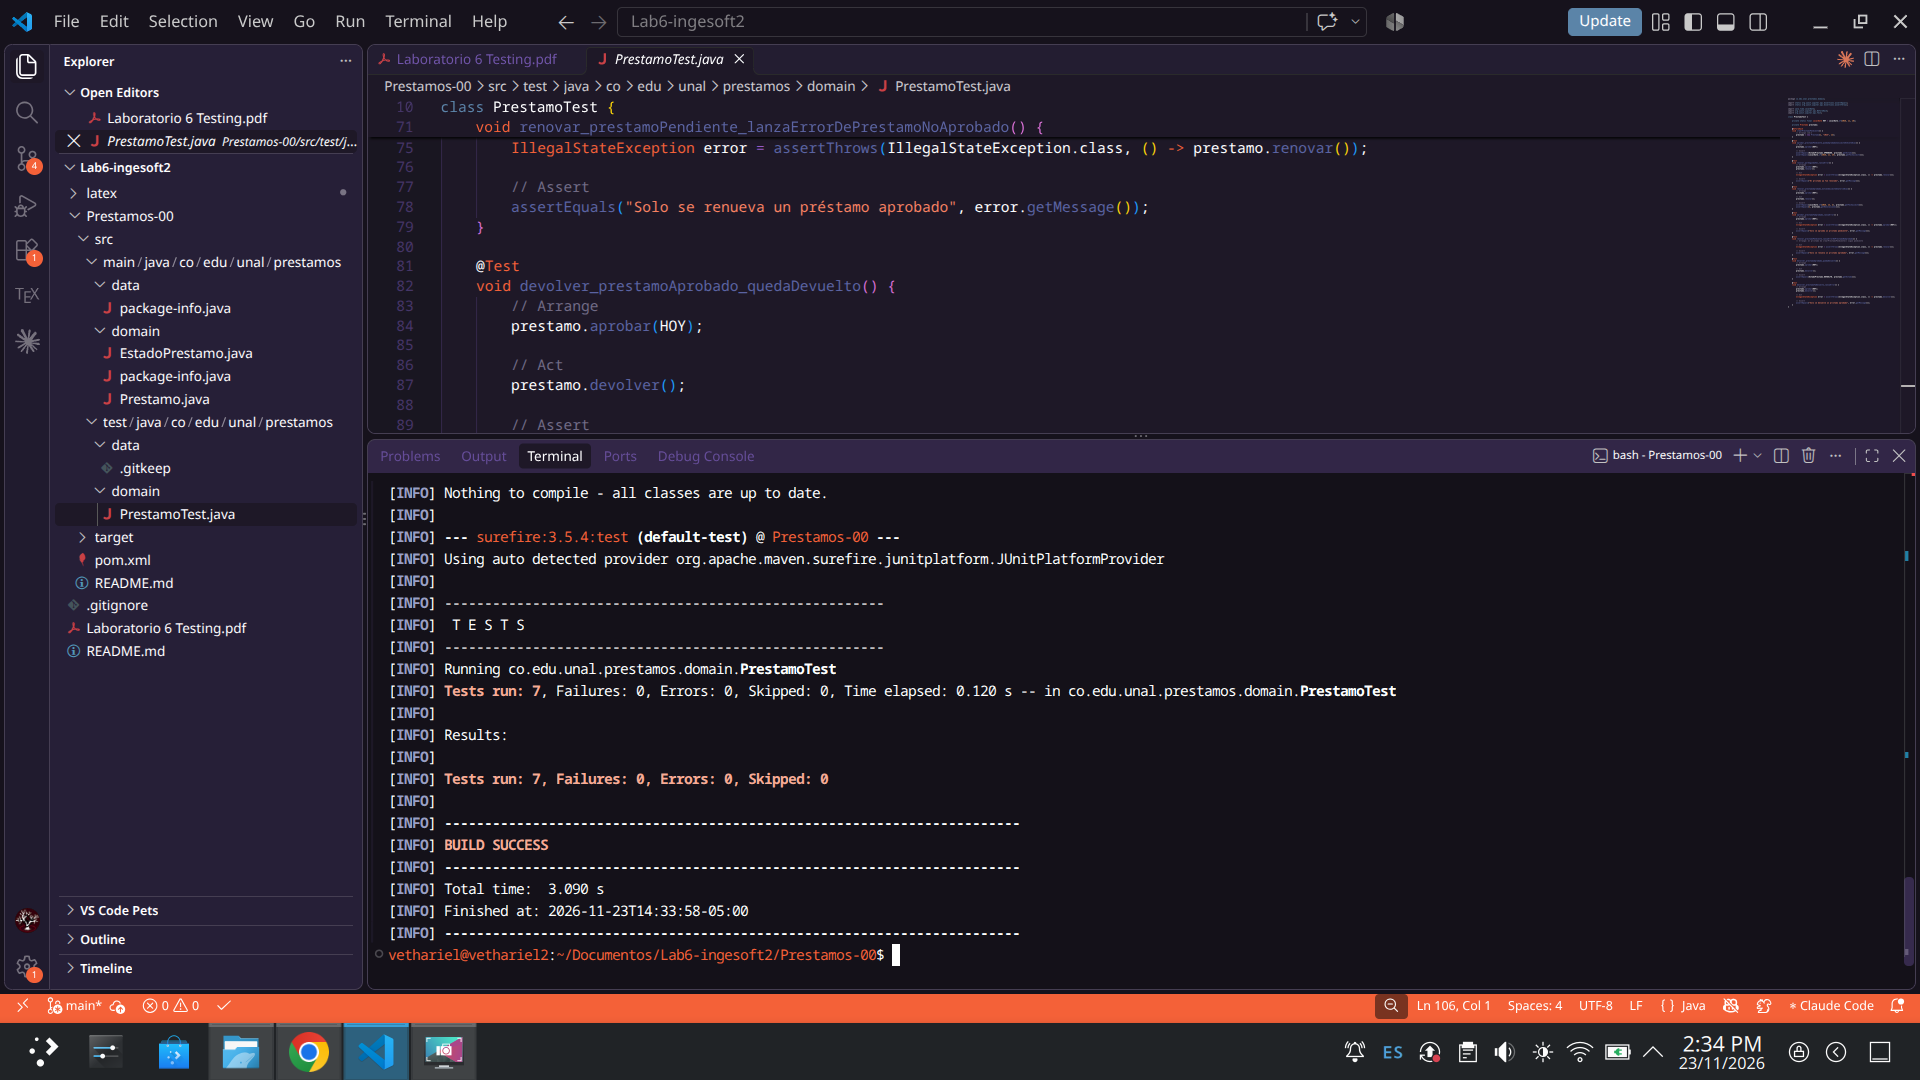 File Edit Selection View Go Run Terminal Help
Lab6-ingesoft2
Update
Explorer
Open Editors
Laboratorio 6 Testing.pdf
PrestamoTest.java Prestamos-00/src/test/j...
Lab6-ingesoft2
latex
Prestamos-00
src
main/java/co/edu/unal/prestamos
data
package-info.java
domain
EstadoPrestamo.java
package-info.java
Prestamo.java
test/java/co/edu/unal/prestamos
data
.gitkeep
domain
PrestamoTest.java
target
pom.xml
README.md
.gitignore
Laboratorio 6 Testing.pdf
README.md
VS Code Pets
Outline
Timeline
4
1
TEX
1
Laboratorio 6 Testing.pdf
PrestamoTest.java
Prestamos-00 > src > test > java > co > edu > unal > prestamos > domain > PrestamoTest.java
10 class PrestamoTest {
71 void renovar_prestamoPendiente_lanzaErrorDePrestamoNoAprobado() {
75 IllegalStateException error = assertThrows(IllegalStateException.class, () -> prestamo.renovar());
76
77 // Assert
78 assertEquals("Solo se renueva un préstamo aprobado", error.getMessage());
79 }
80
81 @Test
82 void devolver_prestamoAprobado_quedaDevuelto() {
83 // Arrange
84 prestamo.aprobar(HOY);
85
86 // Act
87 prestamo.devolver();
88
89 // Assert
Problems Output Terminal Ports Debug Console
bash - Prestamos-00
[INFO] Nothing to compile - all classes are up to date.
[INFO]
[INFO] --- surefire:3.5.4:test (default-test) @ Prestamos-00 ---
[INFO] Using auto detected provider org.apache.maven.surefire.junitplatform.JUnitPlatformProvider
[INFO]
[INFO] -------------------------------------------------------
[INFO]  T E S T S
[INFO] -------------------------------------------------------
[INFO] Running co.edu.unal.prestamos.domain.PrestamoTest
[INFO] Tests run: 7, Failures: 0, Errors: 0, Skipped: 0, Time elapsed: 0.120 s -- in co.edu.unal.prestamos.domain.PrestamoTest
[INFO]
[INFO] Results:
[INFO]
[INFO] Tests run: 7, Failures: 0, Errors: 0, Skipped: 0
[INFO]
[INFO] ------------------------------------------------------------------------
[INFO] BUILD SUCCESS
[INFO] ------------------------------------------------------------------------
[INFO] Total time:  3.090 s
[INFO] Finished at: 2026-11-23T14:33:58-05:00
[INFO] ------------------------------------------------------------------------
vethariel@vethariel2:~/Documentos/Lab6-ingesoft2/Prestamos-00$
main* 0 0
Ln 106, Col 1 Spaces: 4 UTF-8 LF { } Java Claude Code
ES
2:34 PM
23/11/2026